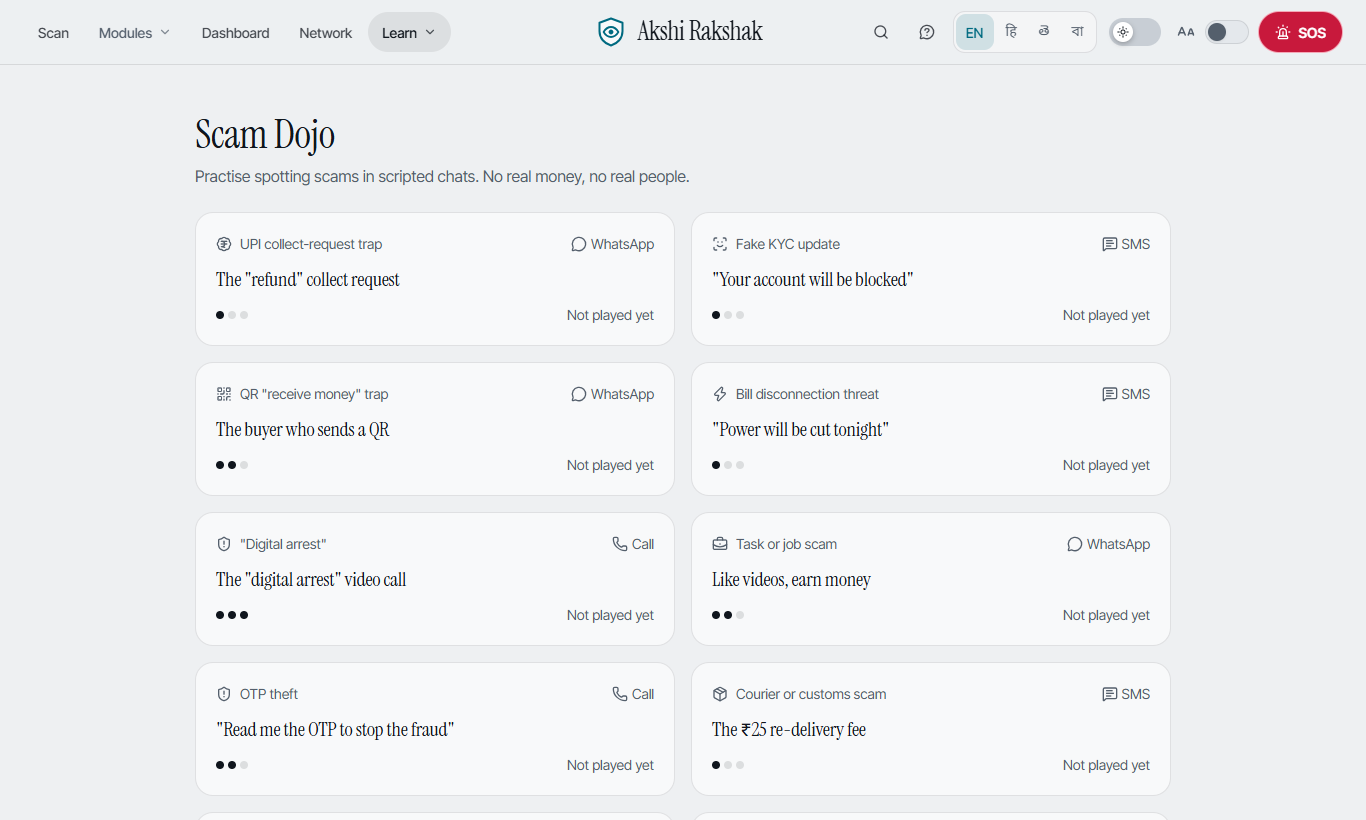 Scan Modules Dashboard Network Learn Akshi Rakshak EN हि తె বা AA SOS
Scam Dojo
Practise spotting scams in scripted chats. No real money, no real people.
UPI collect-request trap WhatsApp
The "refund" collect request
Not played yet
Fake KYC update SMS
"Your account will be blocked"
Not played yet
QR "receive money" trap WhatsApp
The buyer who sends a QR
Not played yet
Bill disconnection threat SMS
"Power will be cut tonight"
Not played yet
"Digital arrest" Call
The "digital arrest" video call
Not played yet
Task or job scam WhatsApp
Like videos, earn money
Not played yet
OTP theft Call
"Read me the OTP to stop the fraud"
Not played yet
Courier or customs scam SMS
The ₹25 re-delivery fee
Not played yet